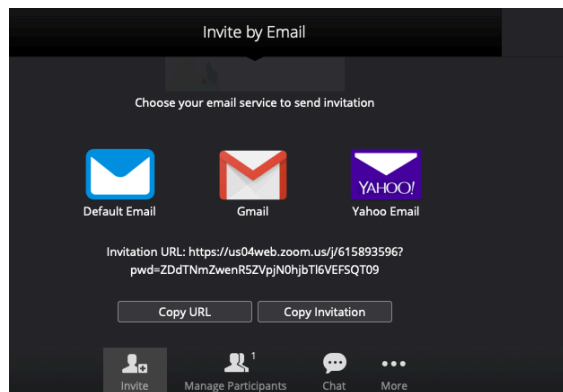 Invite by Email
Choose your email service to send invitation
YAHOO!
Default Email
Gmail
Yahoo Email
Invitation URL: https://us04web.zoom.us/j/615893596?
pwd=ZDdTNmZwenR5ZVpjN0hjbTl6VEFSQT09
Copy URL
Copy Invitation
1
Invite
Manage Participants
Chat
More